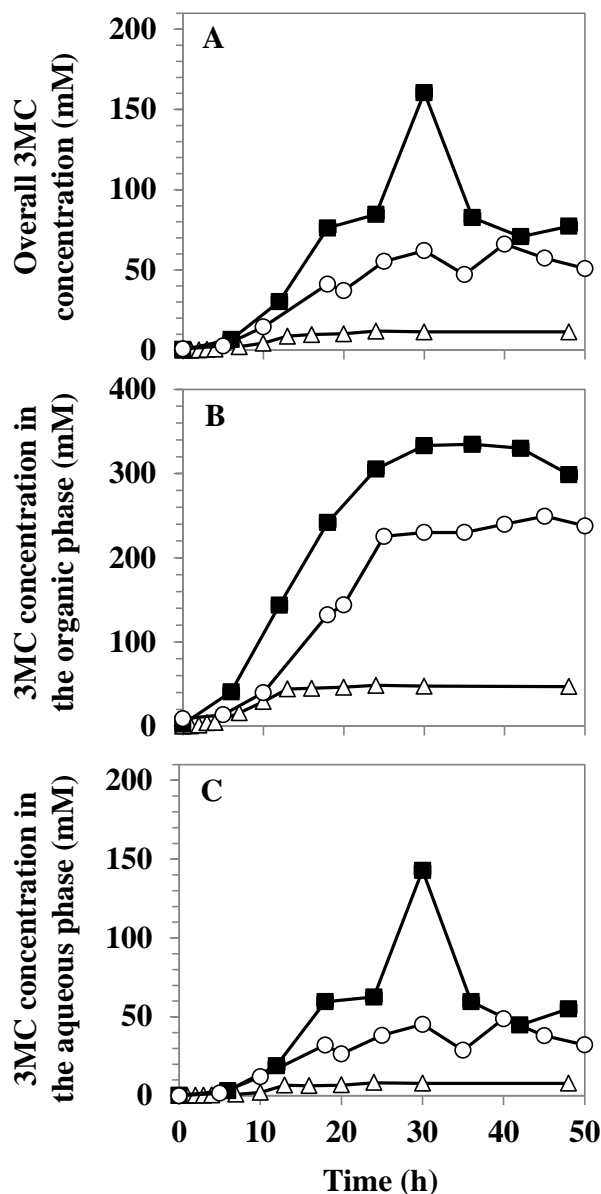 A
Overall 3MC
concentration (mM)
200
150
100
50
0
B
3MC concentration in
the organic phase (mM)
400
300
200
100
0
C
3MC concentration in
the aqueous phase (mM)
200
150
100
50
0
0 10 20 30 40 50
Time (h)